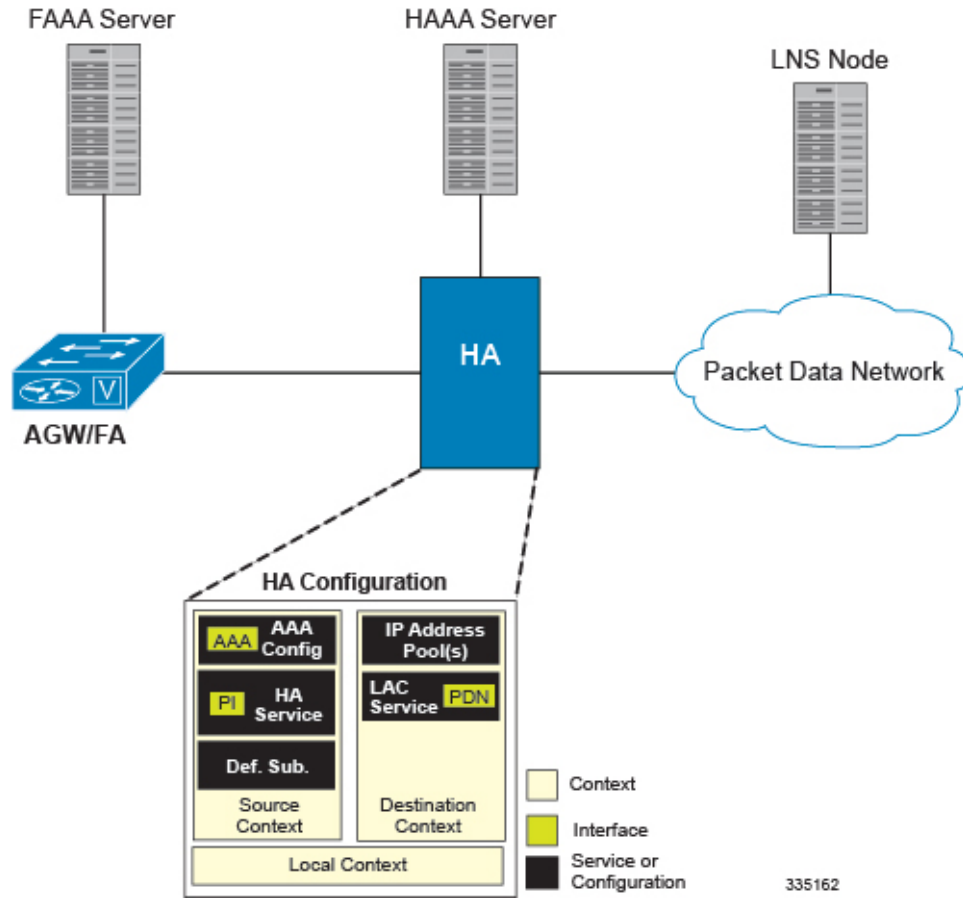 FAAA Server
HAAA Server
LNS Node
HA
Packet Data Network
V
AGW/FA
HA Configuration
AAA
AAA
Config
PI
HA
Service
Def. Sub.
Source
Context
IP Address
Pool(s)
LAC
Service
PDN
Destination
Context
Local Context
Context
Interface
Service or
Configuration
335162